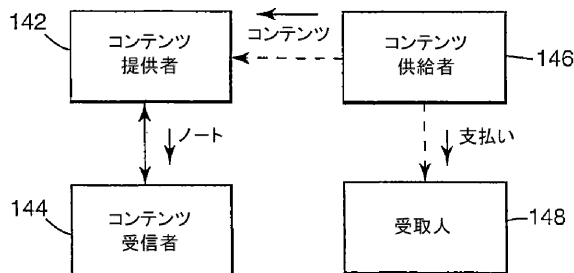 142
コンテンツ
提供者
コンテンツ
コンテンツ
供給者
146
ノート
支払い
144
コンテンツ
受信者
受取人
148